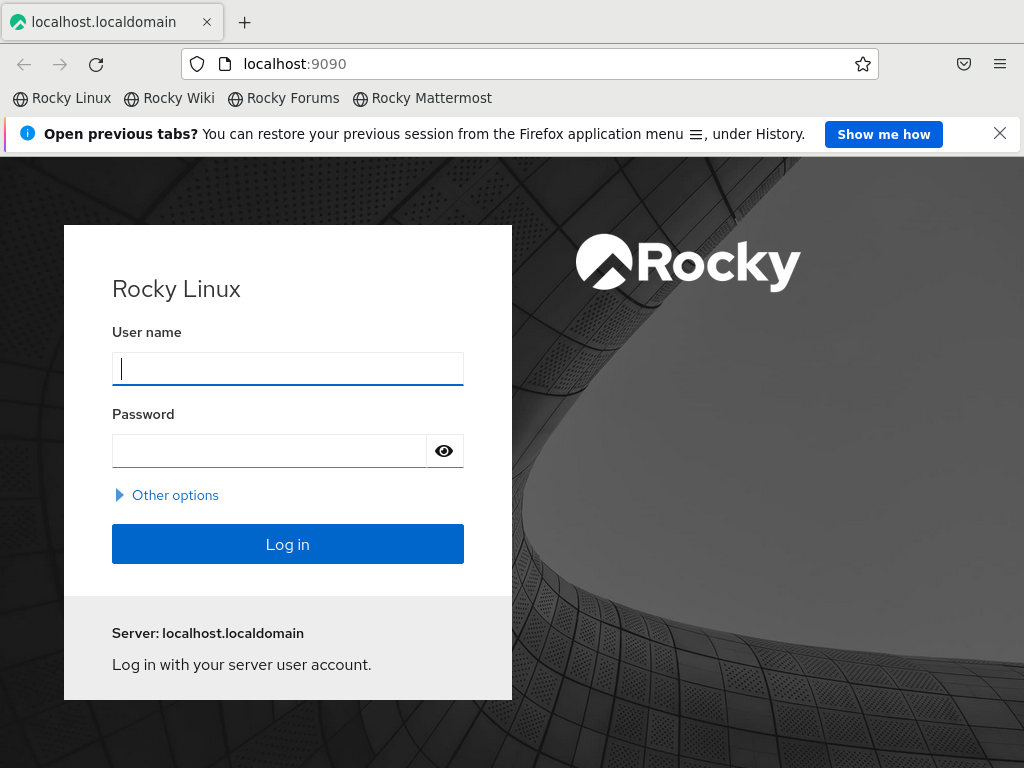 localhost.localdomain
localhost:9090
Rocky Linux Rocky Wiki Rocky Forums Rocky Mattermost
Open previous tabs? You can restore your previous session from the Firefox application menu ☰, under History. Show me how
Rocky
Rocky Linux
User name
Password
Other options
Log in
Server: localhost.localdomain
Log in with your server user account.